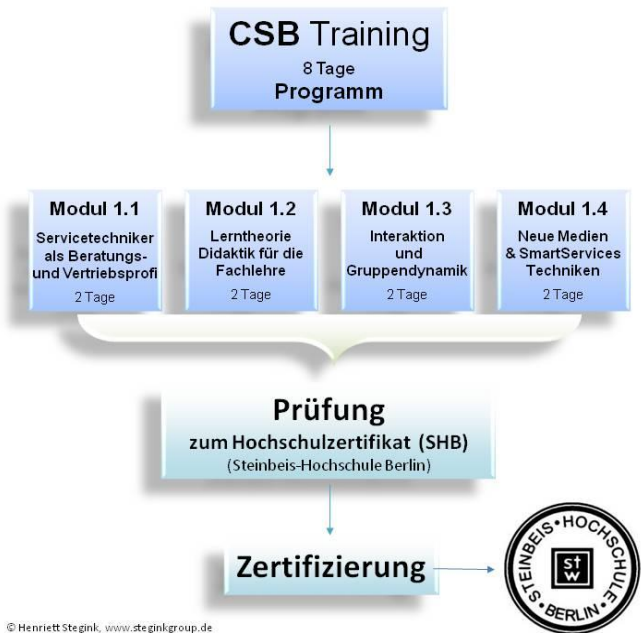 CSB Training
8 Tage
Programm
Modul 1.1
Servicetechniker
als Beratungs-
und Vertriebsprofi
2 Tage
Modul 1.2
Lerntheorie
Didaktik für die
Fachlehre
2 Tage
Modul 1.3
Interaktion
und
Gruppendynamik
2 Tage
Modul 1.4
Neue Medien
& SmartServices
Techniken
2 Tage
Prüfung
zum Hochschulzertifikat (SHB)
(Steinbeis-Hochschule Berlin)
Zertifizierung
STEINBEIS•HOCHSCHULE•BERLIN•
st
w
© Henriett Stegink, www.steginkgroup.de